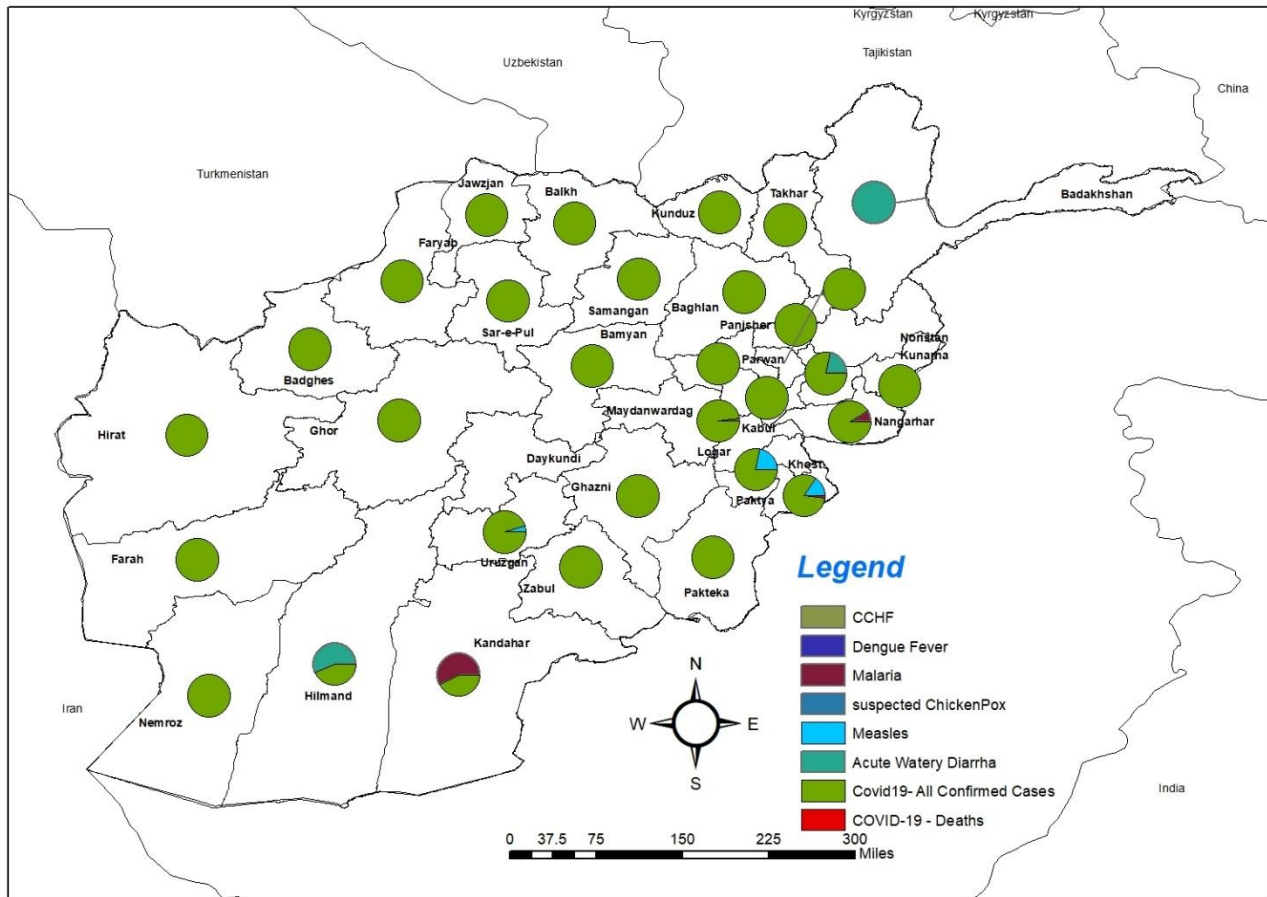 Kyrgyzstan
Kyrgyzstan
Tajikistan
Uzbekistan
China
Turkmenistan
Jawzjan
Balkh
Kunduz
Takhar
Badakhshan
Faryab
Samangan
Baghlan
Sar-e-Pul
Panjsher
Bamyan
Noristan
Kunarha
Parwan
Badghes
Maydanwardag
Kabul
Nangarhar
Hirat
Ghor
Logar
Daykundi
Khost
Ghazni
Paktya
Farah
Uruzgan
Zabul
Pakteka
Kandahar
Hilmand
Nemroz
Iran
India
N
W
E
S
Legend
CCHF
Dengue Fever
Malaria
suspected ChickenPox
Measles
Acute Watery Diarrha
Covid19- All Confirmed Cases
COVID-19 - Deaths
0 37.5 75 150 225 300
Miles